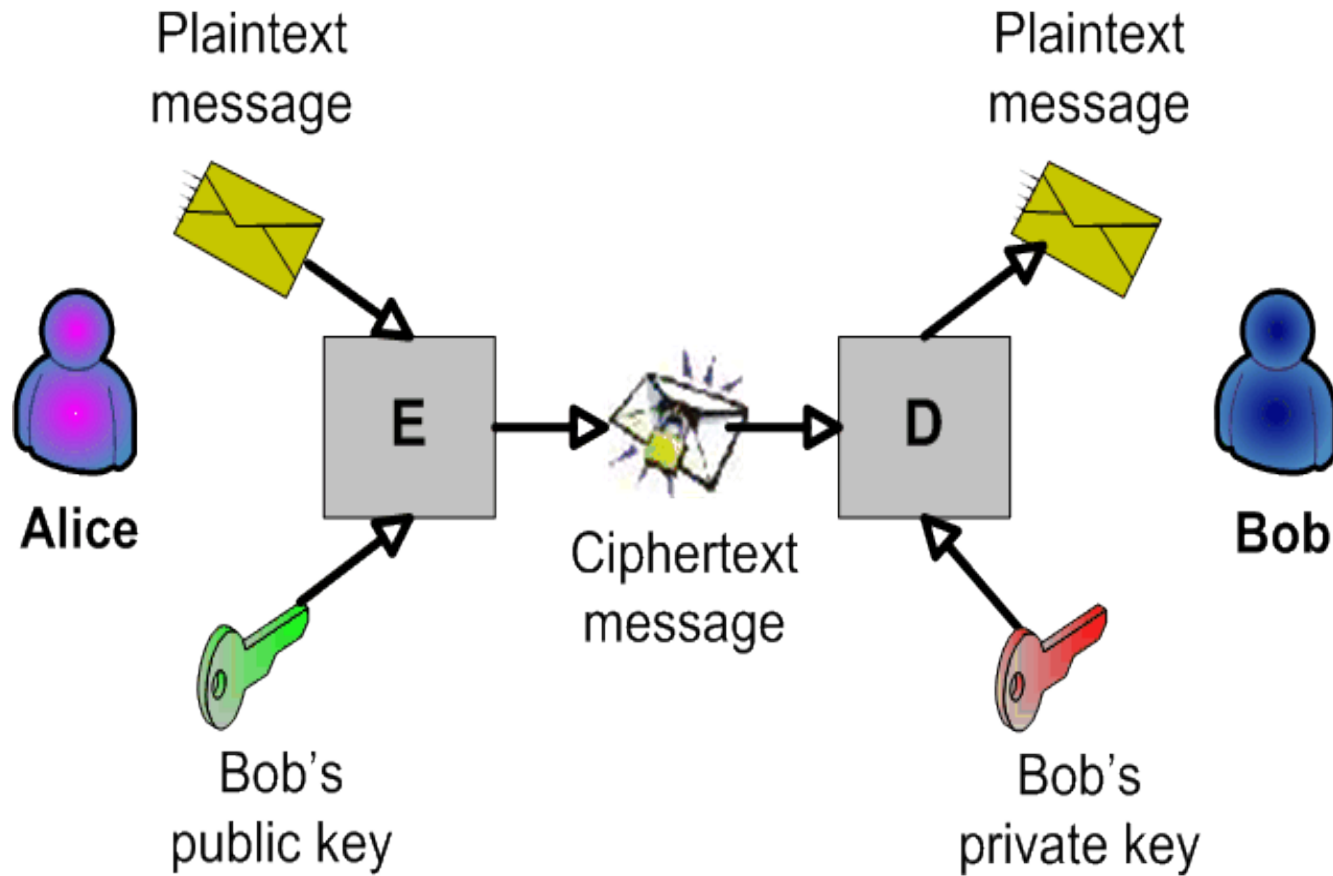 Plaintext
message
Plaintext
message
E
D
Alice
Ciphertext
message
Bob
Bob’s
public key
Bob’s
private key